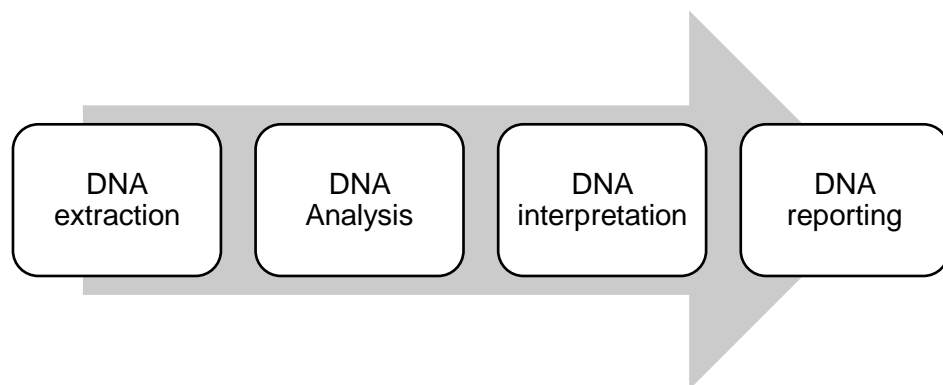 DNA
extraction
DNA
Analysis
DNA
interpretation
DNA
reporting